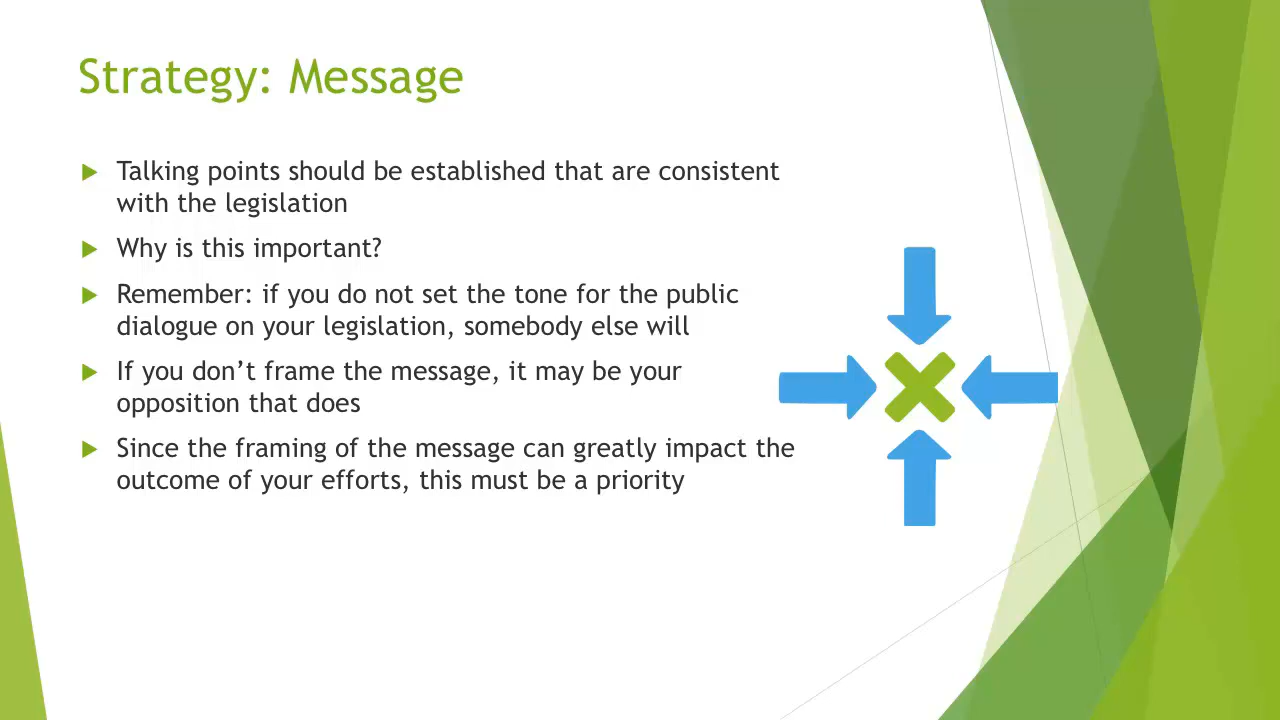 Strategy: Message
Talking points should be established that are consistent
with the legislation
Why is this important?
Remember: if you do not set the tone for the public
dialogue on your legislation, somebody else will
If you don’t frame the message, it may be your
opposition that does
Since the framing of the message can greatly impact the
outcome of your efforts, this must be a priority